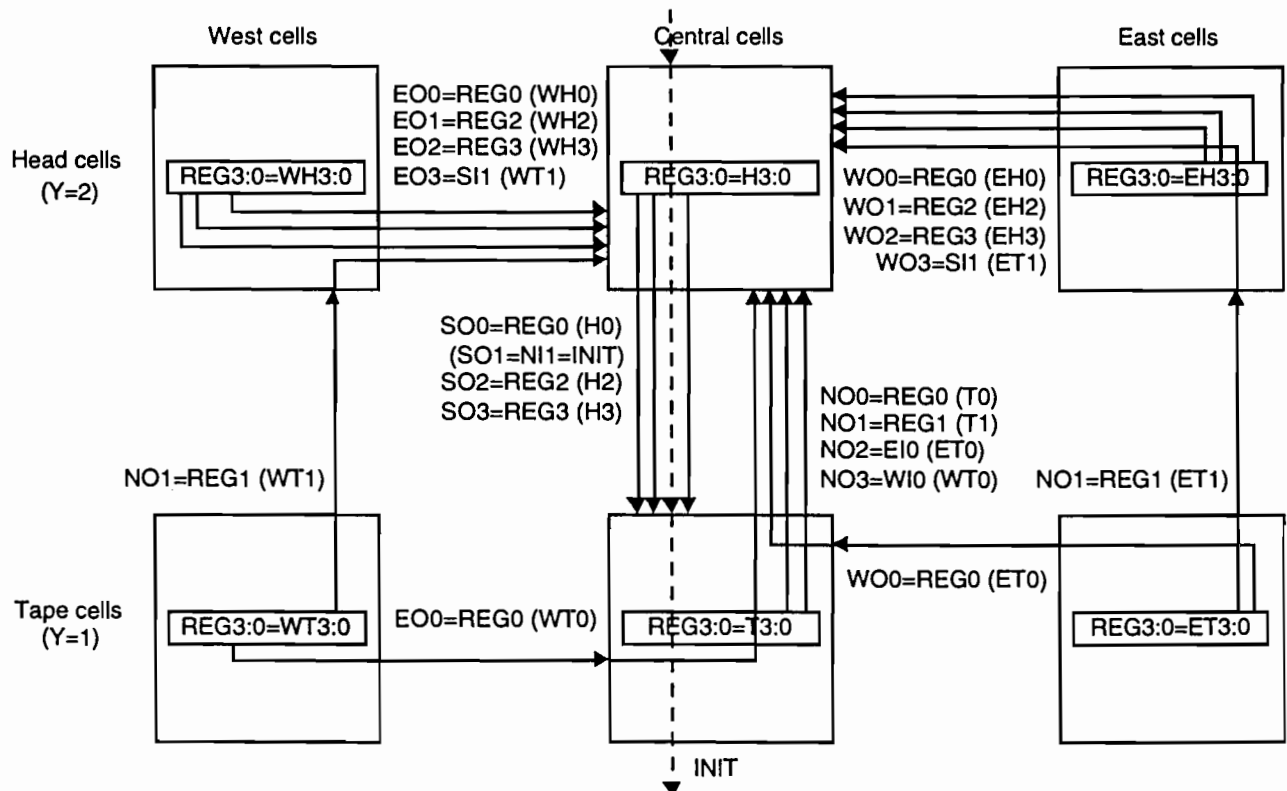 West cells
Central cells
East cells
EO0=REG0 (WH0)
EO1=REG2 (WH2)
EO2=REG3 (WH3)
EO3=SI1 (WT1)
Head cells
(Y=2)
REG3:0=WH3:0
REG3:0=H3:0
WO0=REG0 (EH0)
WO1=REG2 (EH2)
WO2=REG3 (EH3)
WO3=SI1 (ET1)
REG3:0=EH3:0
SO0=REG0 (H0)
(SO1=NI1=INIT)
SO2=REG2 (H2)
SO3=REG3 (H3)
NO0=REG0 (T0)
NO1=REG1 (T1)
NO2=EI0 (ET0)
NO3=WI0 (WT0)
NO1=REG1 (WT1)
NO1=REG1 (ET1)
WO0=REG0 (ET0)
Tape cells
(Y=1)
REG3:0=WT3:0
EO0=REG0 (WT0)
REG3:0=T3:0
REG3:0=ET3:0
INIT